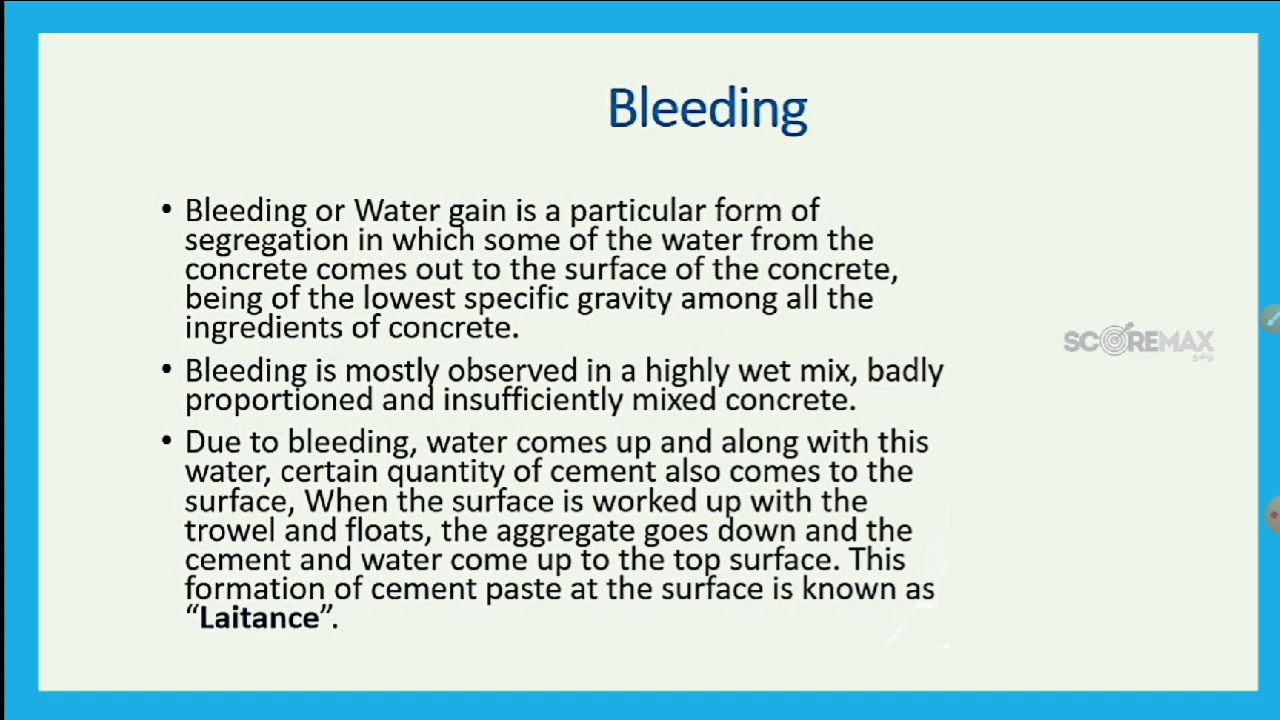 Bleeding
• Bleeding or Water gain is a particular form of
segregation in which some of the water from the
concrete comes out to the surface of the concrete,
being of the lowest specific gravity among all the
ingredients of concrete.
• Bleeding is mostly observed in a highly wet mix, badly
proportioned and insufficiently mixed concrete.
• Due to bleeding, water comes up and along with this
water, certain quantity of cement also comes to the
surface, When the surface is worked up with the
trowel and floats, the aggregate goes down and the
cement and water come up to the top surface. This
formation of cement paste at the surface is known as
“Laitance”.
SCOREMAX
தமிழ்